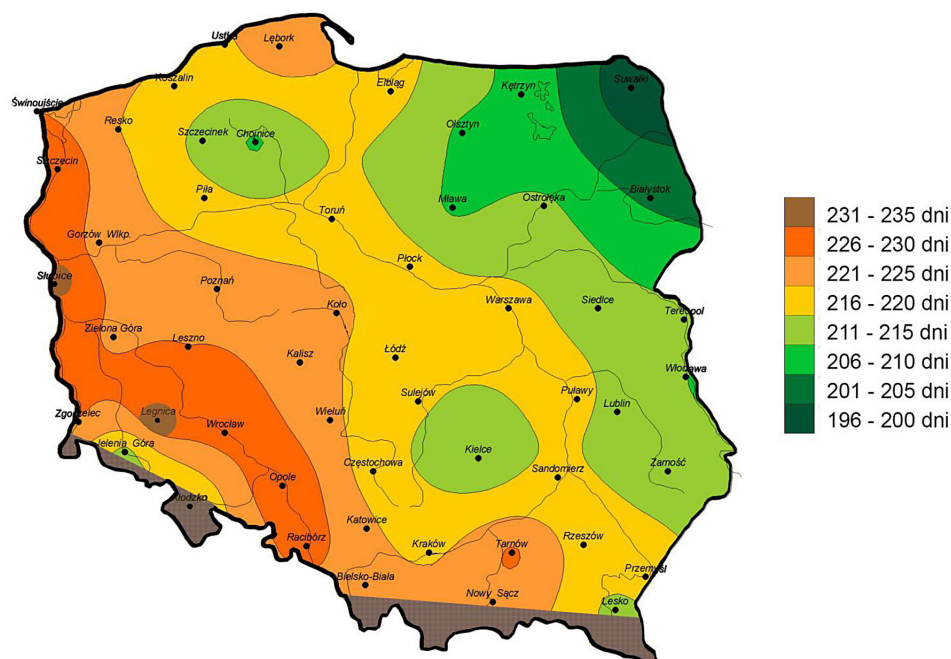 Ustka
Lębork
Koszalin
Elbląg
Kętrzyn
Suwałki
Świnoujście
Resko
Szczecinek
Chojnice
Olsztyn
Szczecin
Piła
Mława
Ostrołęka
Białystok
Toruń
Gorzów Wlkp.
Płock
Słubice
Poznań
Koło
Warszawa
Siedlce
Terespol
Zielona Góra
Leszno
Kalisz
Łódź
Włodawa
Sulejów
Puławy
Zgorzelec
Legnica
Wrocław
Wieluń
Lublin
Jelenia Góra
Kielce
Częstochowa
Sandomierz
Zamość
Opole
Kłodzko
Katowice
Racibórz
Kraków
Tarnów
Rzeszów
Przemyśl
Bielsko-Biała
Nowy Sącz
Lesko
231 - 235 dni
226 - 230 dni
221 - 225 dni
216 - 220 dni
211 - 215 dni
206 - 210 dni
201 - 205 dni
196 - 200 dni